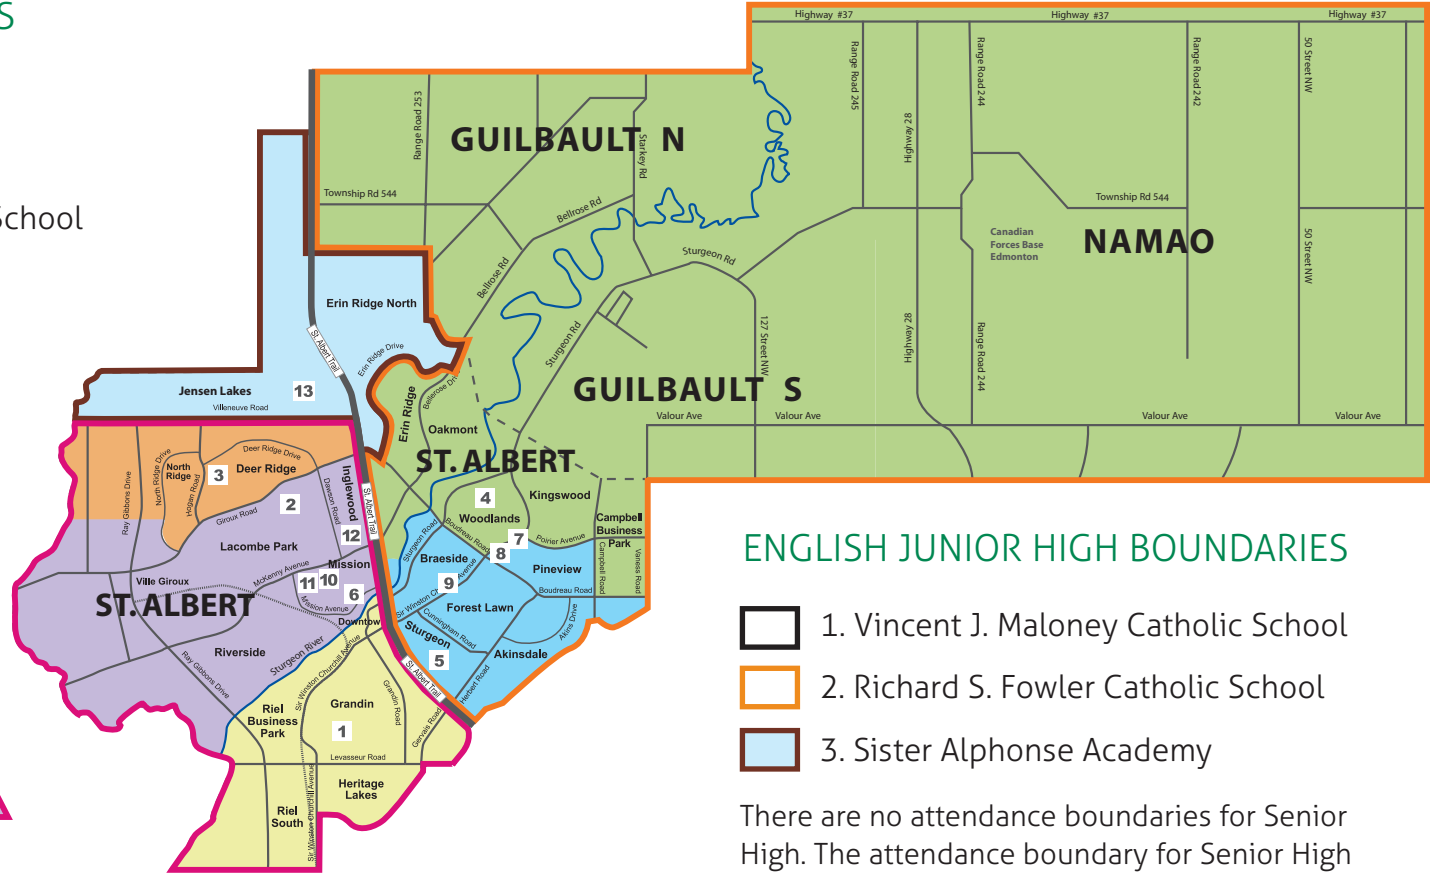 S
School
Highway #37
Highway #37
Highway #37
Range Road 253
Range Road 245
Range Road 244
Range Road 242
50 Street NW
Highway 28
GUILBAULT N
Starkey Rd
Township Rd 544
Bellrose Rd
Township Rd 544
Canadian
Forces Base
Edmonton
NAMAO
50 Street NW
Sturgeon Rd
Bellrose Rd
Erin Ridge North
St. Albert Trail
Erin Ridge Drive
Sturgeon Rd
127 Street NW
Highway 28
Range Road 244
Jensen Lakes
13
Villeneuve Road
GUILBAULT S
Valour Ave
Valour Ave
Valour Ave
Valour Ave
Erin Ridge
Bellerose Dri
Oakmont
ST. ALBERT
North
Ridge
North Ridge Drive
Hogan Road
3
Deer Ridge Drive
Deer Ridge
Ray Gibbons Drive
Giroux Road
2
Dawson Road
Inglewood
St. Albert Trail
12
Lacombe Park
4
Woodlands
Kingswood
Campbell
Business
Park
Boudreau Road
7
8
Poirier Avenue
Campbell Road
Veness Road
Sturgeon Road
Braeside
9
Pineview
Boudreau Road
Ville Giroux
McKenny Avenue
Mission
11
10
6
Mission Avenue
ST. ALBERT
Downtow
Sir Winston Ch
Avenue
Forest Lawn
Cunningham Road
Sturgeon
5
Akins Drive
Akinsdale
Herbert Road
St. Albert Trail
Riverside
Sturgeon River
Ray Gibbons Drive
Sir Winston Churchill Avenue
Riel
Business
Park
Grandin
1
Grandin Road
Gervais Road
Levasseur Road
Heritage
Lakes
Riel
South
Sir Winston Churchill Avenue
ENGLISH JUNIOR HIGH BOUNDARIES
1. Vincent J. Maloney Catholic School
2. Richard S. Fowler Catholic School
3. Sister Alphonse Academy
There are no attendance boundaries for Senior
High. The attendance boundary for Senior High